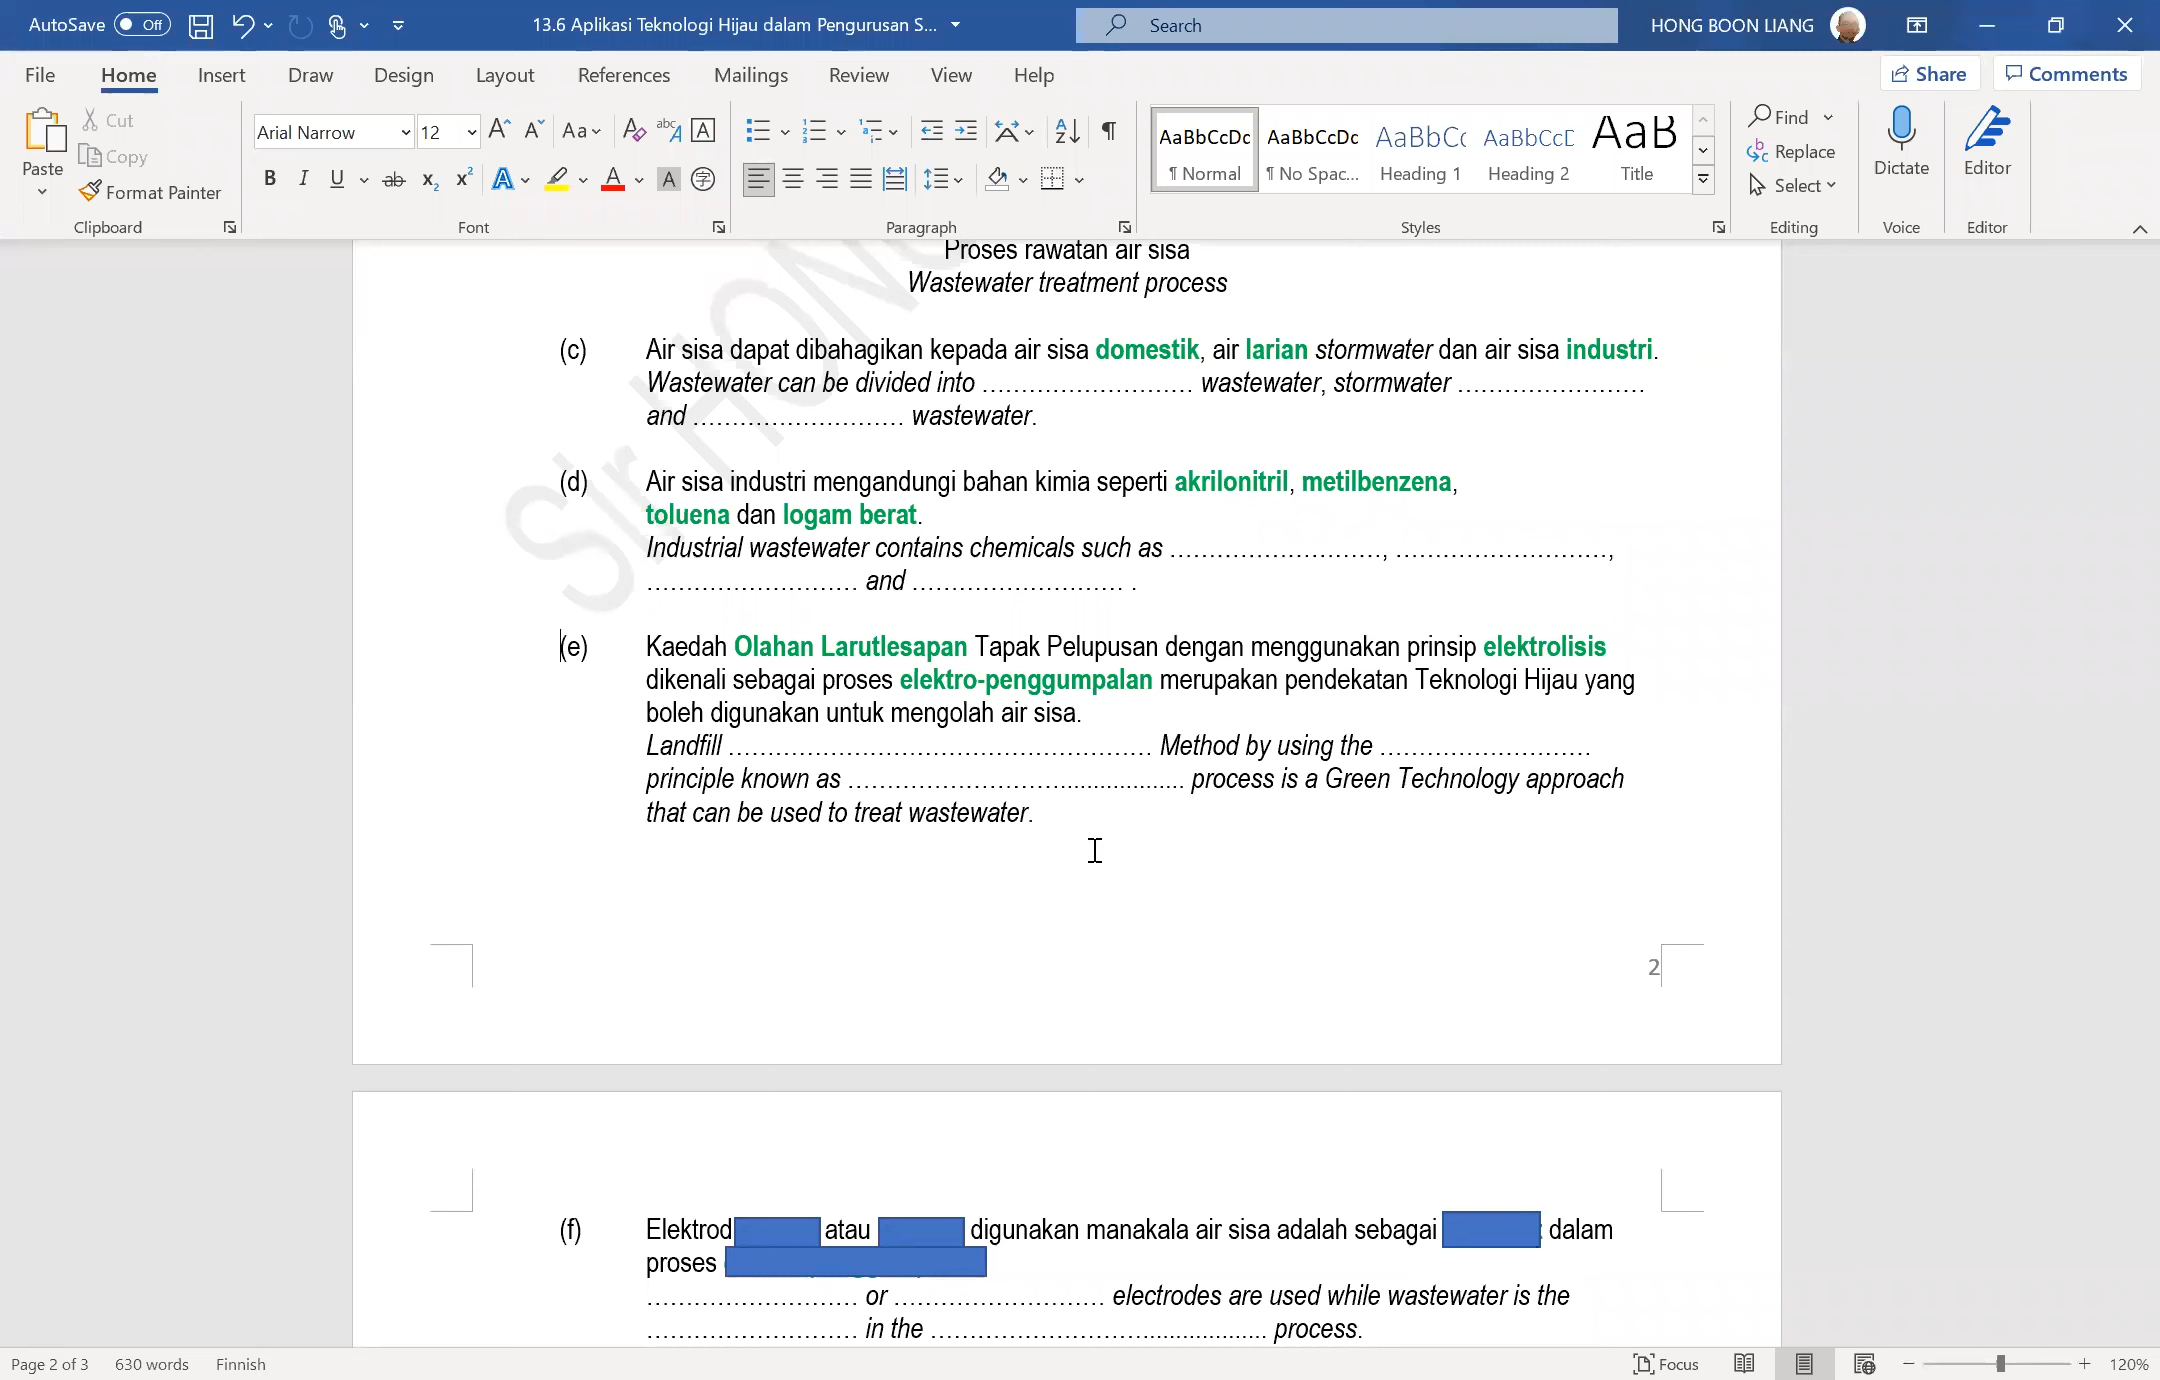 AutoSave Off 13.6 Aplikasi Teknologi Hijau dalam Pengurusan S... Search HONG BOON LIANG
File Home Insert Draw Design Layout References Mailings Review View Help Share Comments
Paste Cut Copy Format Painter
Clipboard
Arial Narrow 12 Aa
Font
Paragraph
AaBbCcDc AaBbCcDc AaBbCc AaBbCcD AaB
¶ Normal ¶ No Spac... Heading 1 Heading 2 Title
Styles
Find
Replace
Select
Editing
Dictate
Voice
Editor
Editor
Sir HON
Proses rawatan air sisa
Wastewater treatment process
(c) Air sisa dapat dibahagikan kepada air sisa domestik, air larian stormwater dan air sisa industri.
Wastewater can be divided into ……………………… wastewater, stormwater ……………………
and ……………………… wastewater.
(d) Air sisa industri mengandungi bahan kimia seperti akrilonitril, metilbenzena,
toluena dan logam berat.
Industrial wastewater contains chemicals such as ………………………, ………………………,
……………………… and ……………………… .
(e) Kaedah Olahan Larutlesapan Tapak Pelupusan dengan menggunakan prinsip elektrolisis
dikenali sebagai proses elektro-penggumpalan merupakan pendekatan Teknologi Hijau yang
boleh digunakan untuk mengolah air sisa.
Landfill ……………………………………………… Method by using the ………………………
principle known as ………………………................... process is a Green Technology approach
that can be used to treat wastewater.
2
(f) Elektrod atau digunakan manakala air sisa adalah sebagai dalam
proses
……………………… or ……………………… electrodes are used while wastewater is the
……………………… in the ………………………................... process.
Page 2 of 3 630 words Finnish Focus 120%